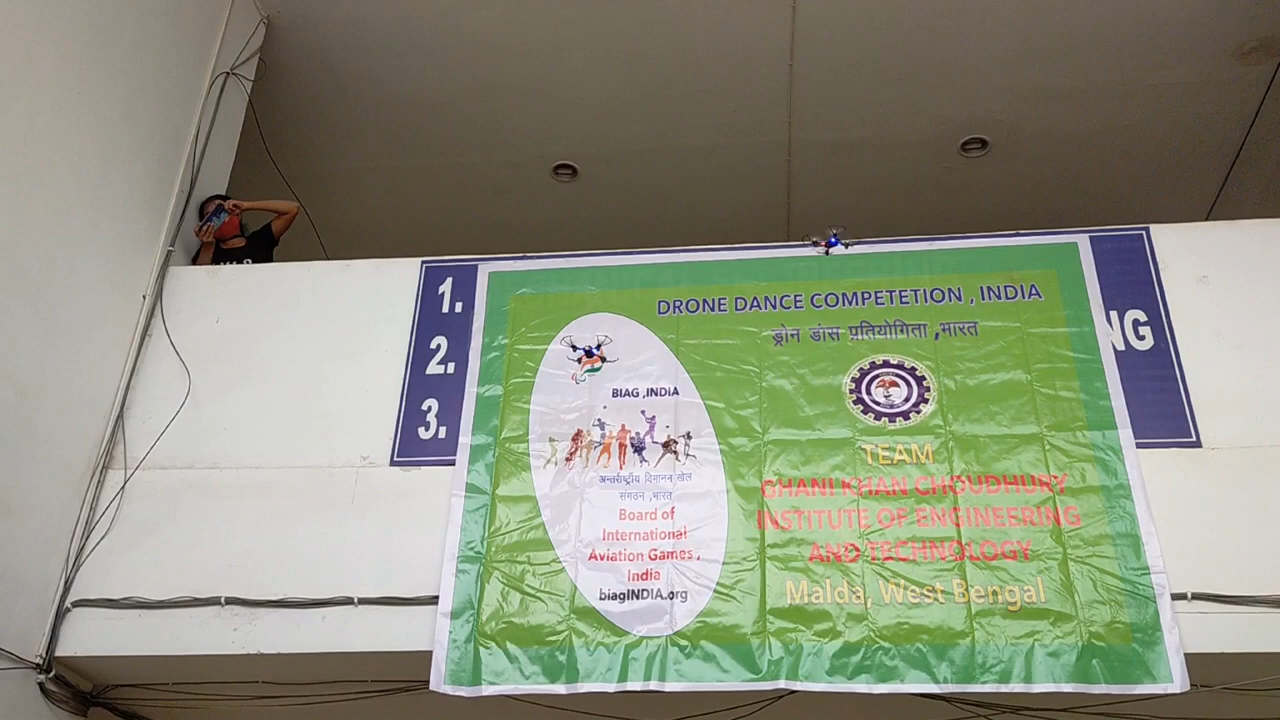 1.
2.
3.
NG
DRONE DANCE COMPETETION , INDIA
ड्रोन डांस प्रतियोगिता ,भारत
BIAG ,INDIA
अन्तर्राष्ट्रीय विमानन खेल
संगठन ,भारत
Board of
International
Aviation Games ,
India
biagINDIA.org
TEAM
GHANI KHAN CHOUDHURY
INSTITUTE OF ENGINEERING
AND TECHNOLOGY
Malda, West Bengal